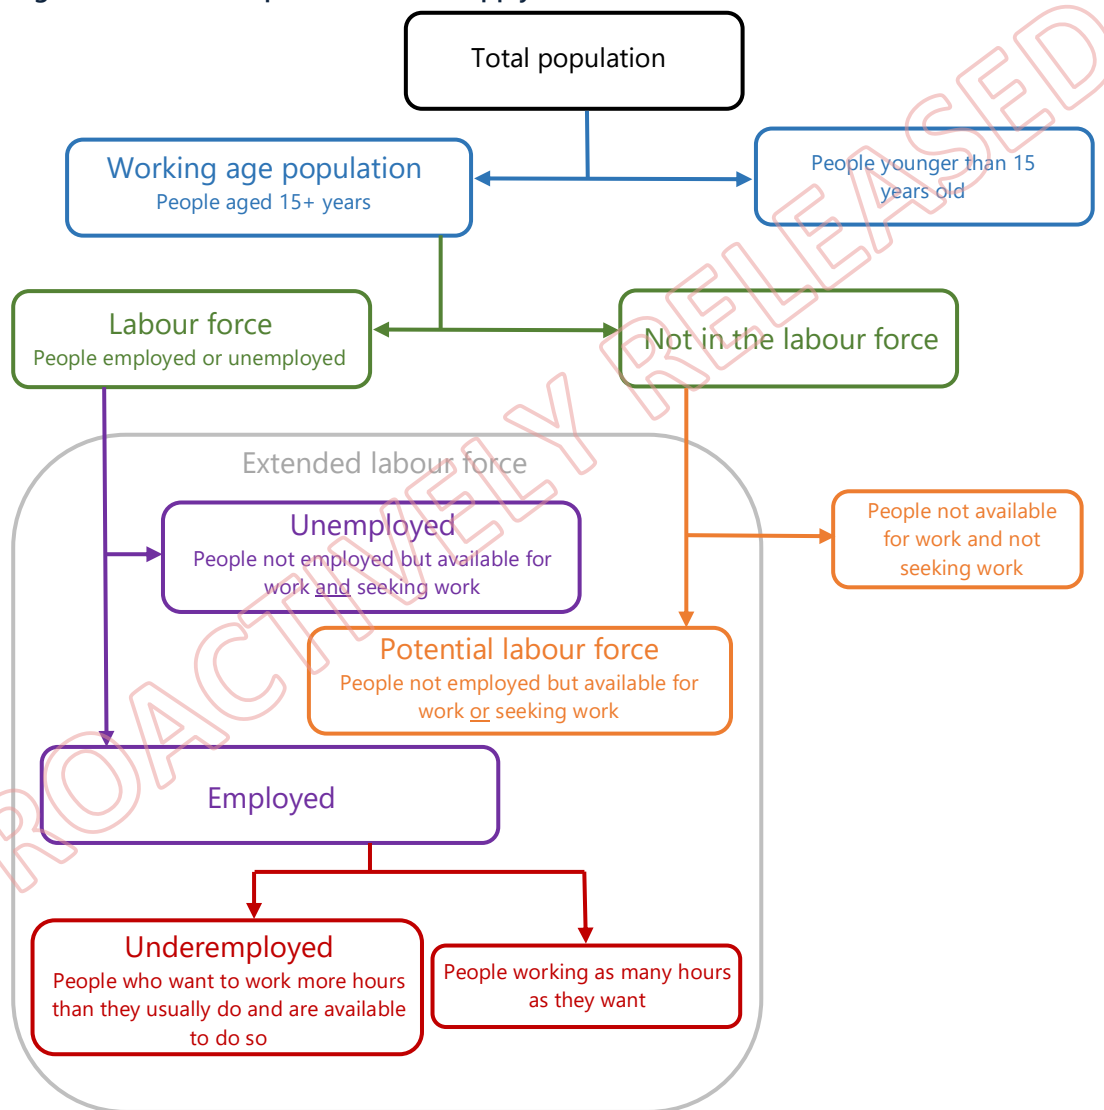 Total population
Working age population
People aged 15+ years
People younger than 15
years old
Labour force
People employed or unemployed
Not in the labour force
Extended labour force
Unemployed
People not employed but available for
work and seeking work
People not available
for work and not
seeking work
Potential labour force
People not employed but available for
work or seeking work
Employed
Underemployed
People who want to work more hours
than they usually do and are available
to do so
People working as many hours
as they want
ROACTIVELY RELEASED